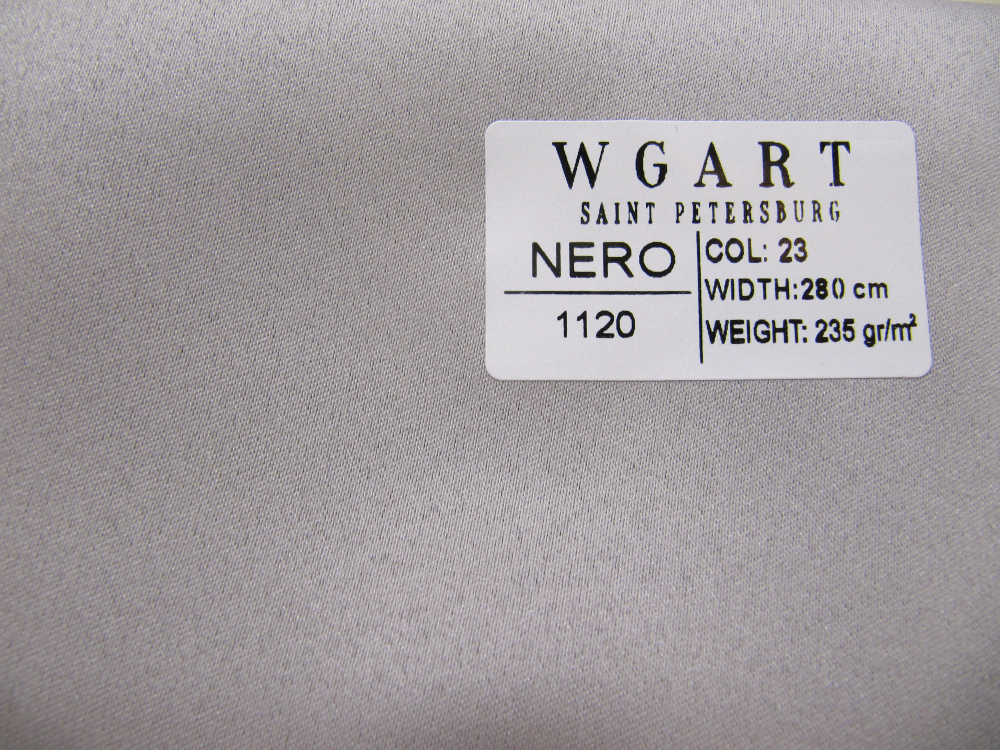 WGART
SAINT PETERSBURG
NERO
1120
COL: 23
WIDTH:280 cm
WEIGHT: 235 gr/m²